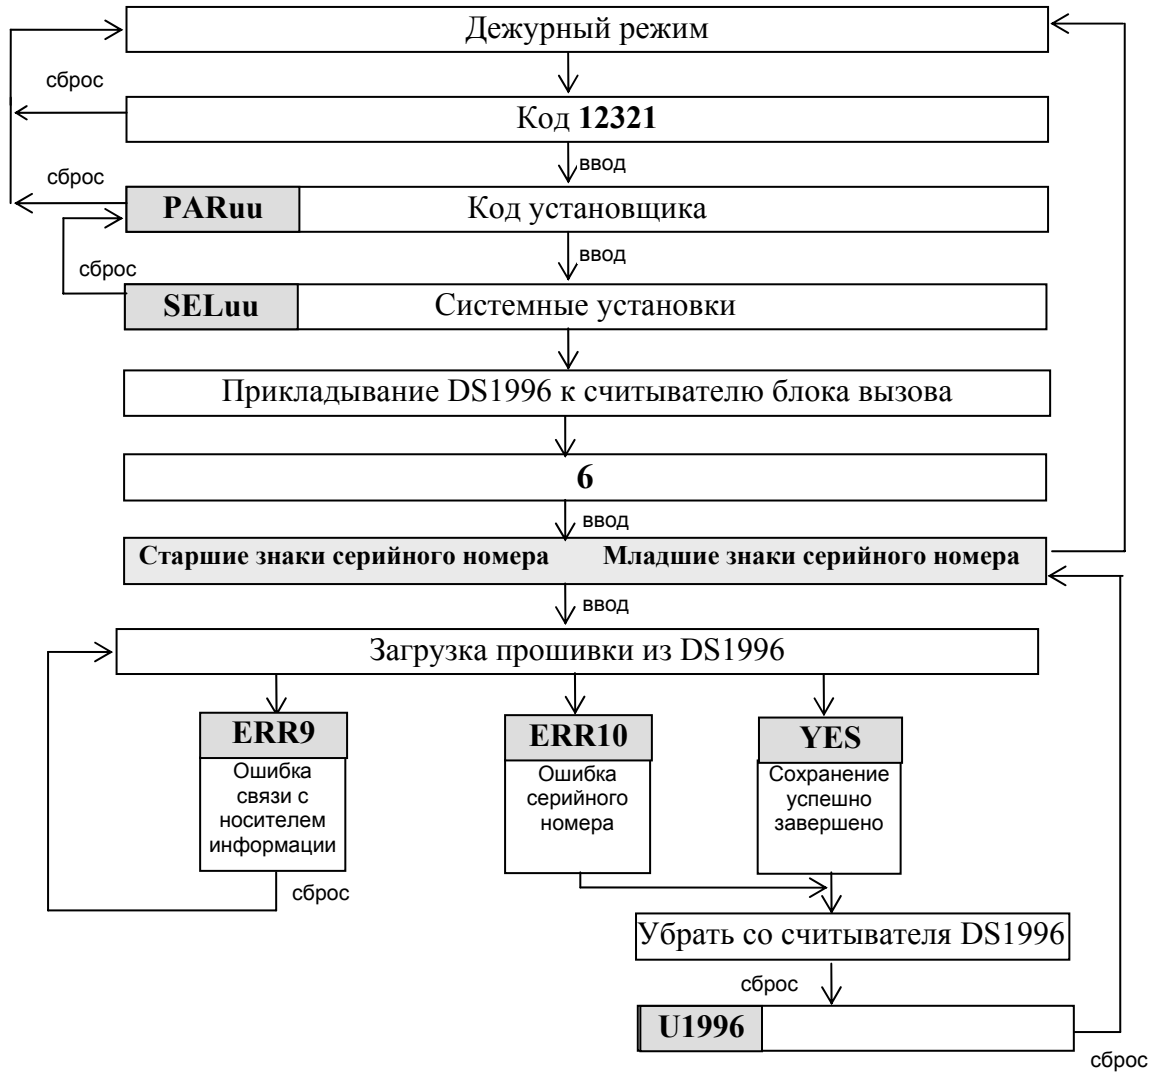 Дежурный режим
сброс
Код 12321
ввод
сброс
PARuu Код установщика
ввод
сброс
SELuu Системные установки
Прикладывание DS1996 к считывателю блока вызова
6
ввод
Старшие знаки серийного номера Младшие знаки серийного номера
ввод
Загрузка прошивки из DS1996
ERR9
Ошибка
связи с
носителем
информации
сброс
ERR10
Ошибка
серийного
номера
YES
Сохранение
успешно
завершено
Убрать со считывателя DS1996
сброс
U1996
сброс